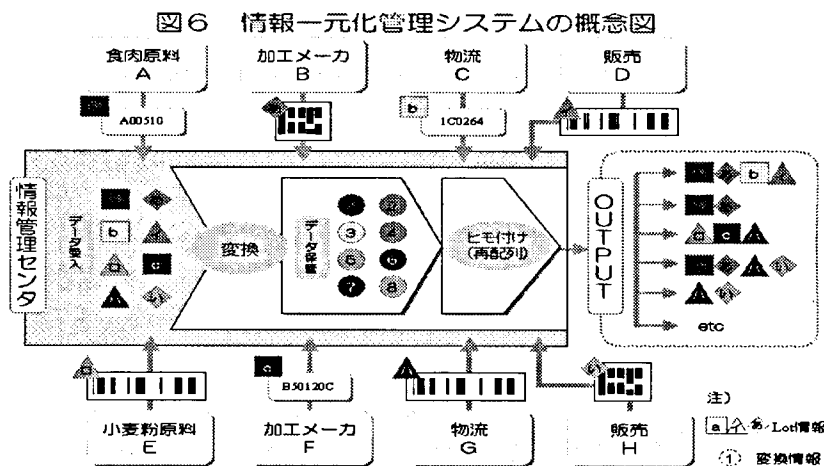 図6 情報一元化管理システムの概念図
食肉原料
A
加工メーカ
B
物流
C
販売
D
A00510
b
1C0264
情報管理センタ
データ受入
b
c
変換
データ保管
3
4
5
6
7
8
ヒモ付け
(再配列)
OUTPUT
b
c
etc
c
B50120C
小麦粉原料
E
加工メーカ
F
物流
G
販売
H
注)
a Lot情報
1 変換情報